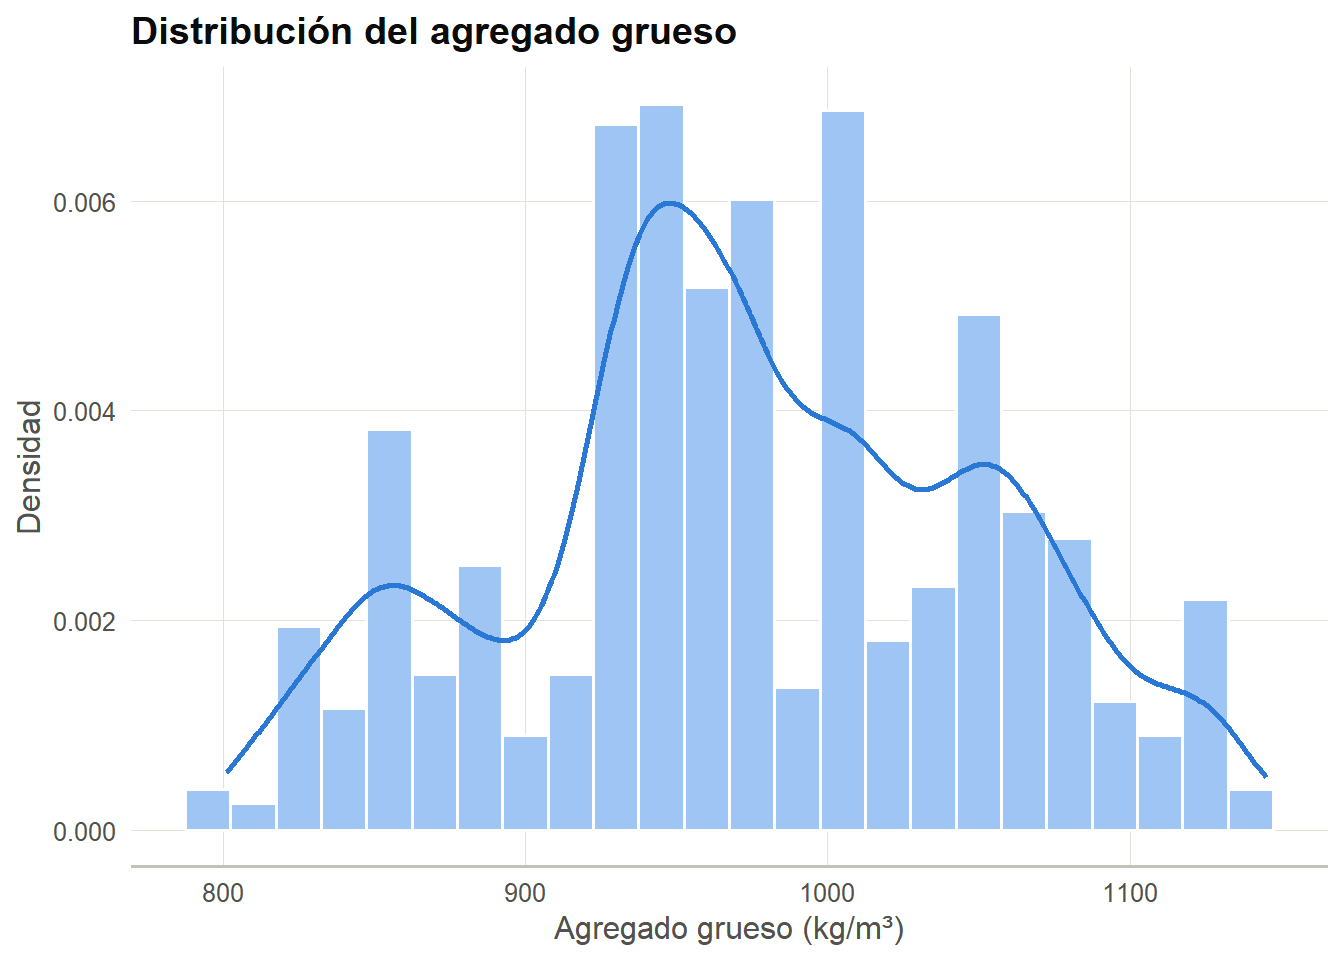 Distribución del agregado grueso
Densidad
0.006
0.004
0.002
0.000
800 900 1000 1100
Agregado grueso (kg/m³)